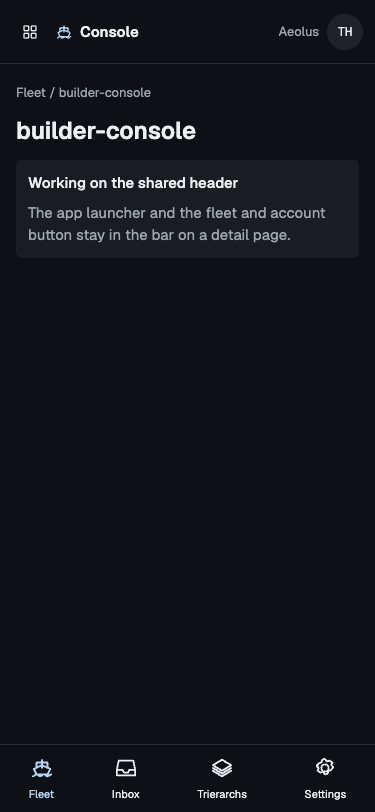 Console
Aeolus
TH
Fleet / builder-console
builder-console
Working on the shared header
The app launcher and the fleet and account
button stay in the bar on a detail page.
Fleet
Inbox
Trierarchs
Settings